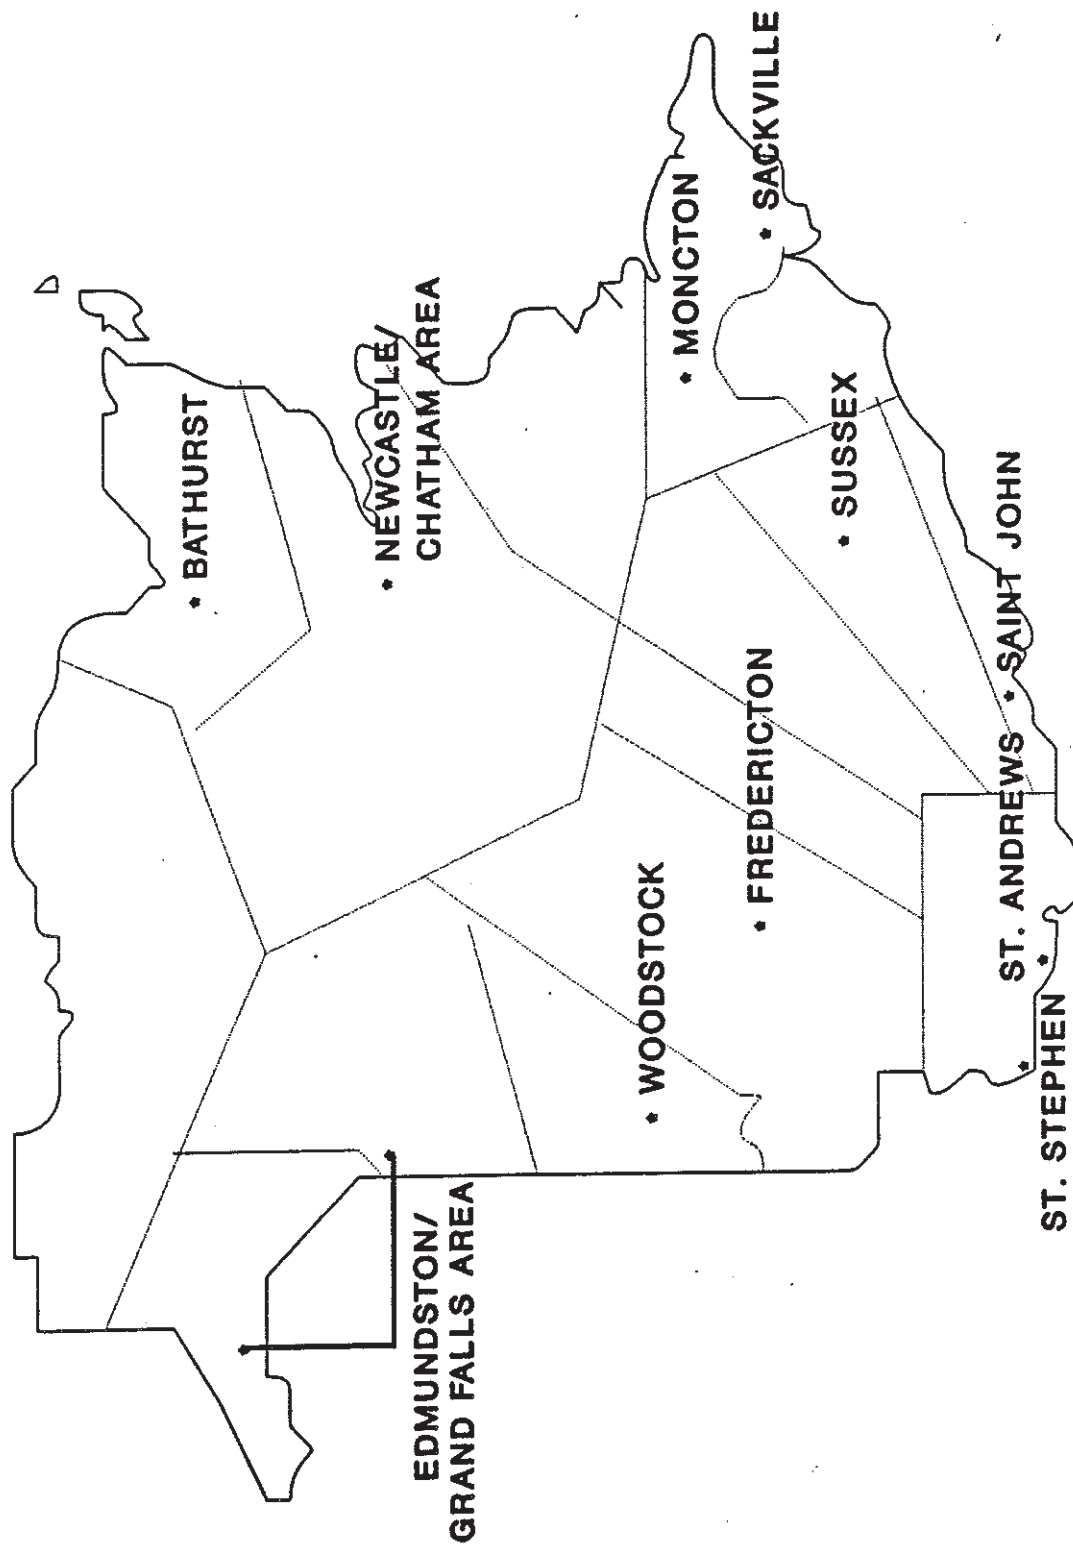 BATHURST
NEWCASTLE/
CHATHAM AREA
EDMUNDSTON/
GRAND FALLS AREA
WOODSTOCK
MONCTON
FREDERICTON
SACKVILLE
SUSSEX
ST. ANDREWS
SAINT JOHN
ST. STEPHEN